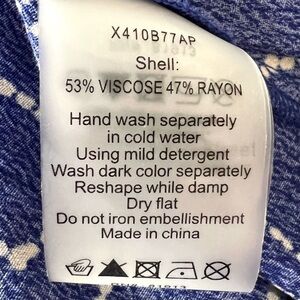 X410B77AP
Shell:
53% VISCOSE 47% RAYON
Hand wash separately
in cold water
Using mild detergent
Wash dark color separately
Reshape while damp
Dry flat
Do not iron embellishment
Made in china